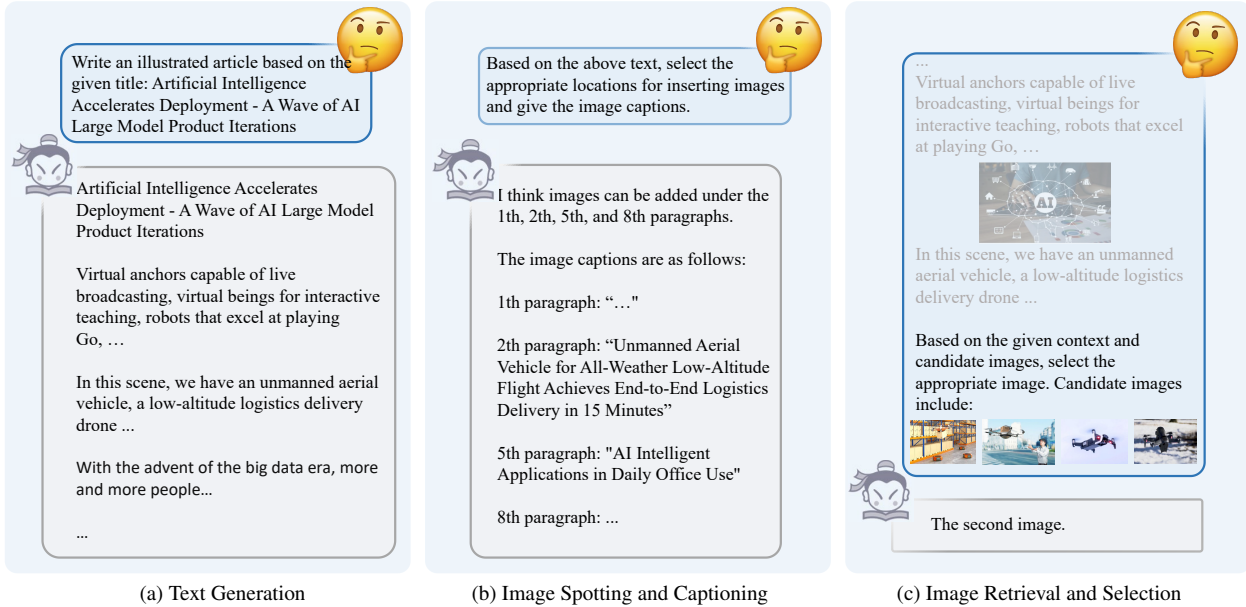 Write an illustrated article based on the
given title: Artificial Intelligence
Accelerates Deployment - A Wave of AI
Large Model Product Iterations
Artificial Intelligence Accelerates
Deployment - A Wave of AI Large Model
Product Iterations
Virtual anchors capable of live
broadcasting, virtual beings for interactive
teaching, robots that excel at playing
Go, …
In this scene, we have an unmanned aerial
vehicle, a low-altitude logistics delivery
drone ...
With the advent of the big data era, more
and more people…
...
(a) Text Generation
Based on the above text, select the
appropriate locations for inserting images
and give the image captions.
I think images can be added under the
1th, 2th, 5th, and 8th paragraphs.
The image captions are as follows:
1th paragraph: “…"
2th paragraph: “Unmanned Aerial
Vehicle for All-Weather Low-Altitude
Flight Achieves End-to-End Logistics
Delivery in 15 Minutes”
5th paragraph: "AI Intelligent
Applications in Daily Office Use"
8th paragraph: ...
(b) Image Spotting and Captioning
...
Virtual anchors capable of live
broadcasting, virtual beings for
interactive teaching, robots that excel
at playing Go, …
AI
In this scene, we have an unmanned
aerial vehicle, a low-altitude logistics
delivery drone ...
Based on the given context and
candidate images, select the
appropriate image. Candidate images
include:
The second image.
(c) Image Retrieval and Selection